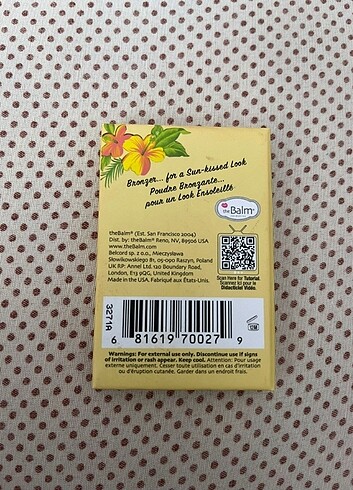 Bronzer... for a Sun-kissed Look
Poudre Bronzante...
pour un Look Ensoleillé
theBalm®
theBalm® (Est. San Francisco 2004)
Dist. by: theBalm® Reno, NV, 89500 USA
www.theBalm.com
Belcord sp. z o.o., Mieczysława
Słowikowskiego 81, 05-090 Raszyn, Poland
UK RP: Annel Ltd. 120 Boundary Road,
London, E13 9QG, United Kingdom
Made in the USA. Fabriqué aux États-Unis.
Scan Here for Tutorial.
Scannez Ici pour le
Didacticiel Vidéo.
3271R
6 81619 70027 9
12M
Warnings: For external use only. Discontinue use if signs
of irritation or rash appear. Keep cool. Attention: Pour usage
externe uniquement. Cesser toute utilisation en cas d'irritation
ou d'éruption cutanée. Garder dans un endroit frais.